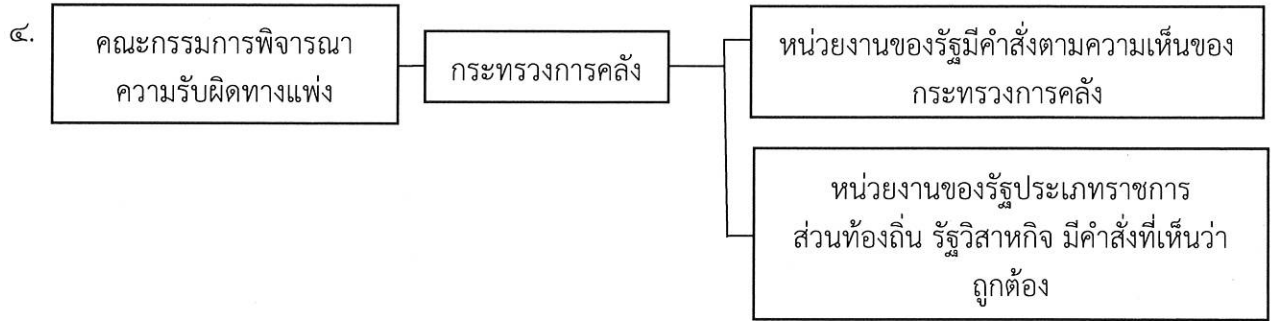 ๔.
คณะกรรมการพิจารณา
ความรับผิดทางแพ่ง
กระทรวงการคลัง
หน่วยงานของรัฐมีคำสั่งตามความเห็นของ
กระทรวงการคลัง
หน่วยงานของรัฐประเภทราชการ
ส่วนท้องถิ่น รัฐวิสาหกิจ มีคำสั่งที่เห็นว่า
ถูกต้อง